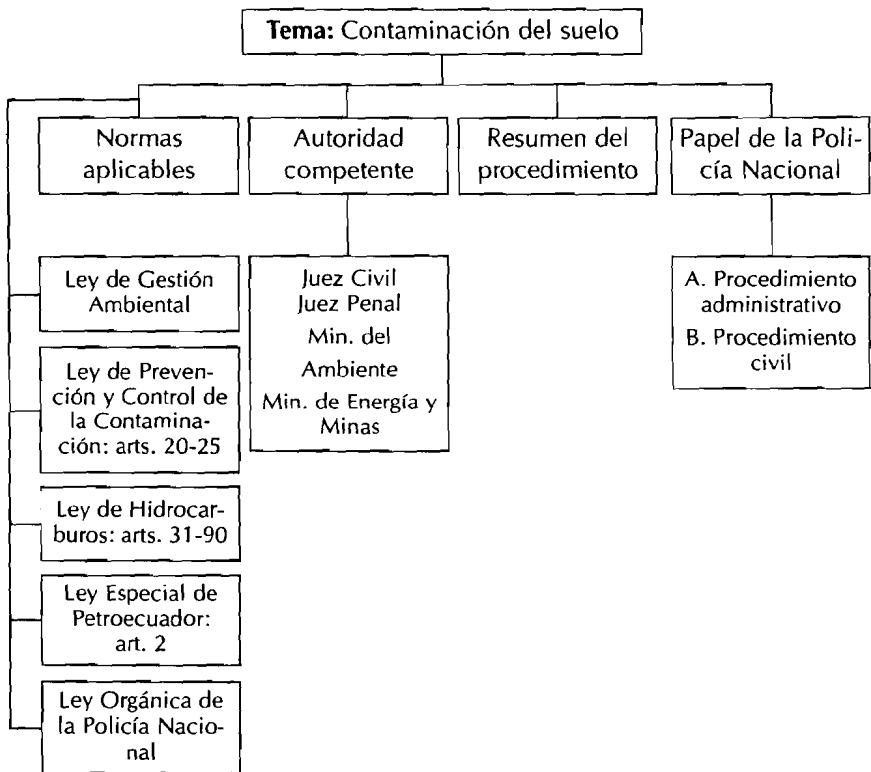 Tema: Contaminación del suelo
Normas
aplicables
Autoridad
competente
Resumen del
procedimiento
Papel de la Poli-
cía Nacional
Ley de Gestión
Ambiental
Ley de Preven-
ción y Control de
la Contamina-
ción: arts. 20-25
Ley de Hidrocar-
buros: arts. 31-90
Ley Especial de
Petroecuador:
art. 2
Ley Orgánica de
la Policía Nacio-
nal
Juez Civil
Juez Penal
Min. del
Ambiente
Min. de Energía y
Minas
A. Procedimiento
administrativo
B. Procedimiento
civil